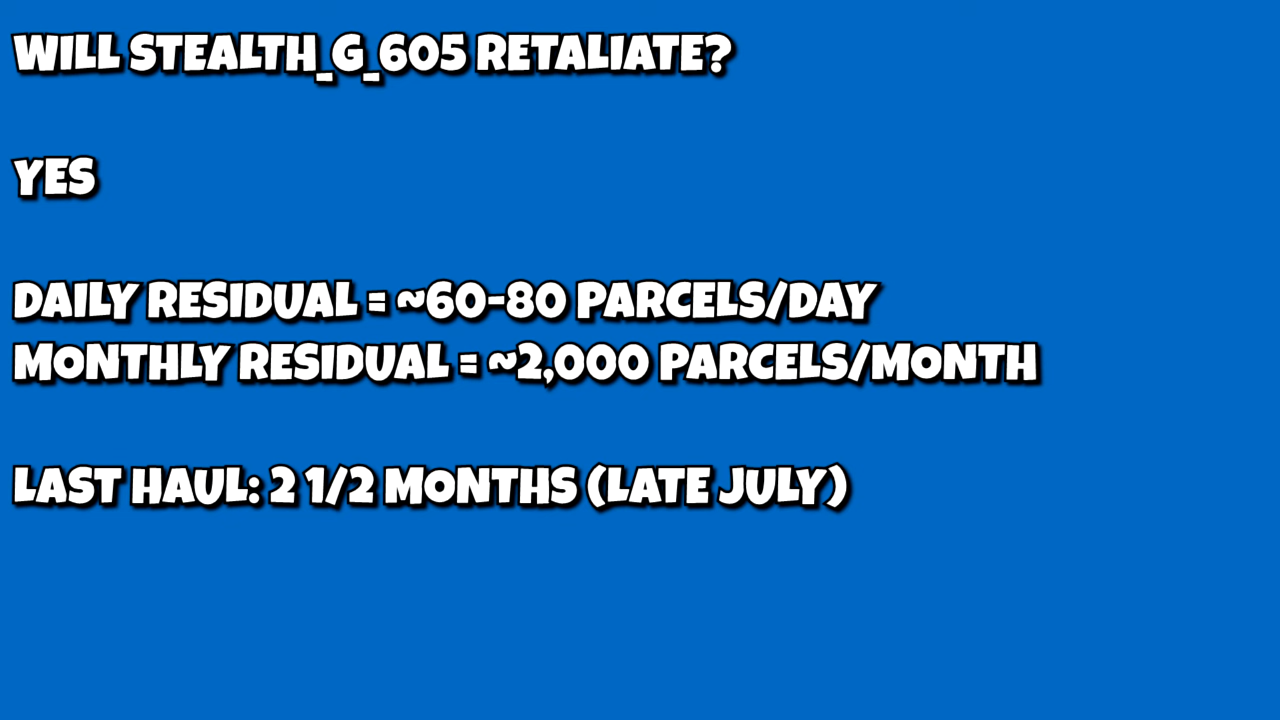 WILL STEALTH_G_605 RETALIATE?
YES
DAILY RESIDUAL = ~60-80 PARCELS/DAY
MONTHLY RESIDUAL = ~2,000 PARCELS/MONTH
LAST HAUL: 2 1/2 MONTHS (LATE JULY)